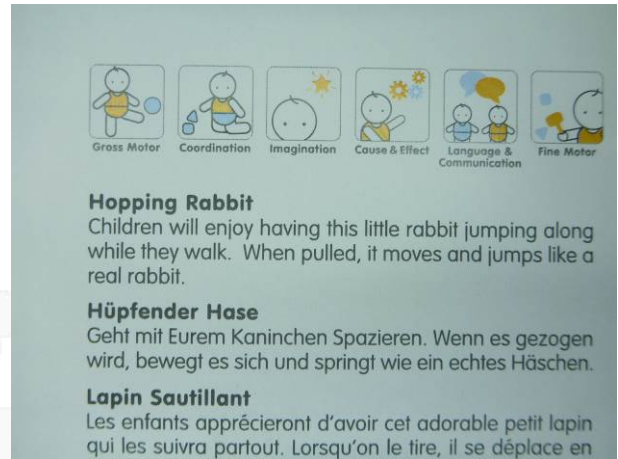 Gross Motor
Coordination
Imagination
Cause & Effect
Language &
Communication
Fine Motor
Hopping Rabbit
Children will enjoy having this little rabbit jumping along
while they walk. When pulled, it moves and jumps like a
real rabbit.
Hüpfender Hase
Geht mit Eurem Kaninchen Spazieren. Wenn es gezogen
wird, bewegt es sich und springt wie ein echtes Häschen.
Lapin Sautillant
Les enfants apprécieront d'avoir cet adorable petit lapin
qui les suivra partout. Lorsqu'on le tire, il se déplace en